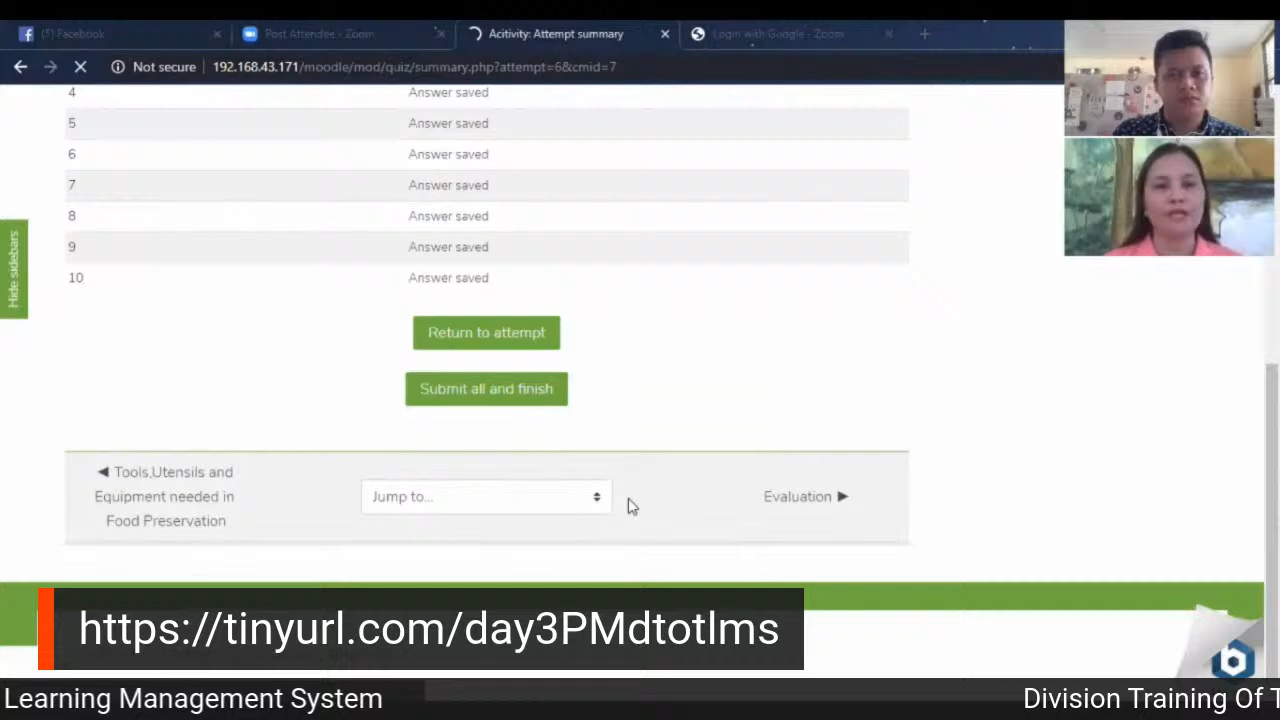 (5) Facebook
Post Attendee - Zoom
Acitivity: Attempt summary
Login with Google - Zoom
Not secure
192.168.43.171/moodle/mod/quiz/summary.php?attempt=6&cmid=7
4 Answer saved
5 Answer saved
6 Answer saved
7 Answer saved
8 Answer saved
9 Answer saved
10 Answer saved
Hide sidebars
Return to attempt
Submit all and finish
◄ Tools,Utensils and
Equipment needed in
Food Preservation
Jump to...
Evaluation ►
https://tinyurl.com/day3PMdtotlms
b
Learning Management System
Division Training Of T